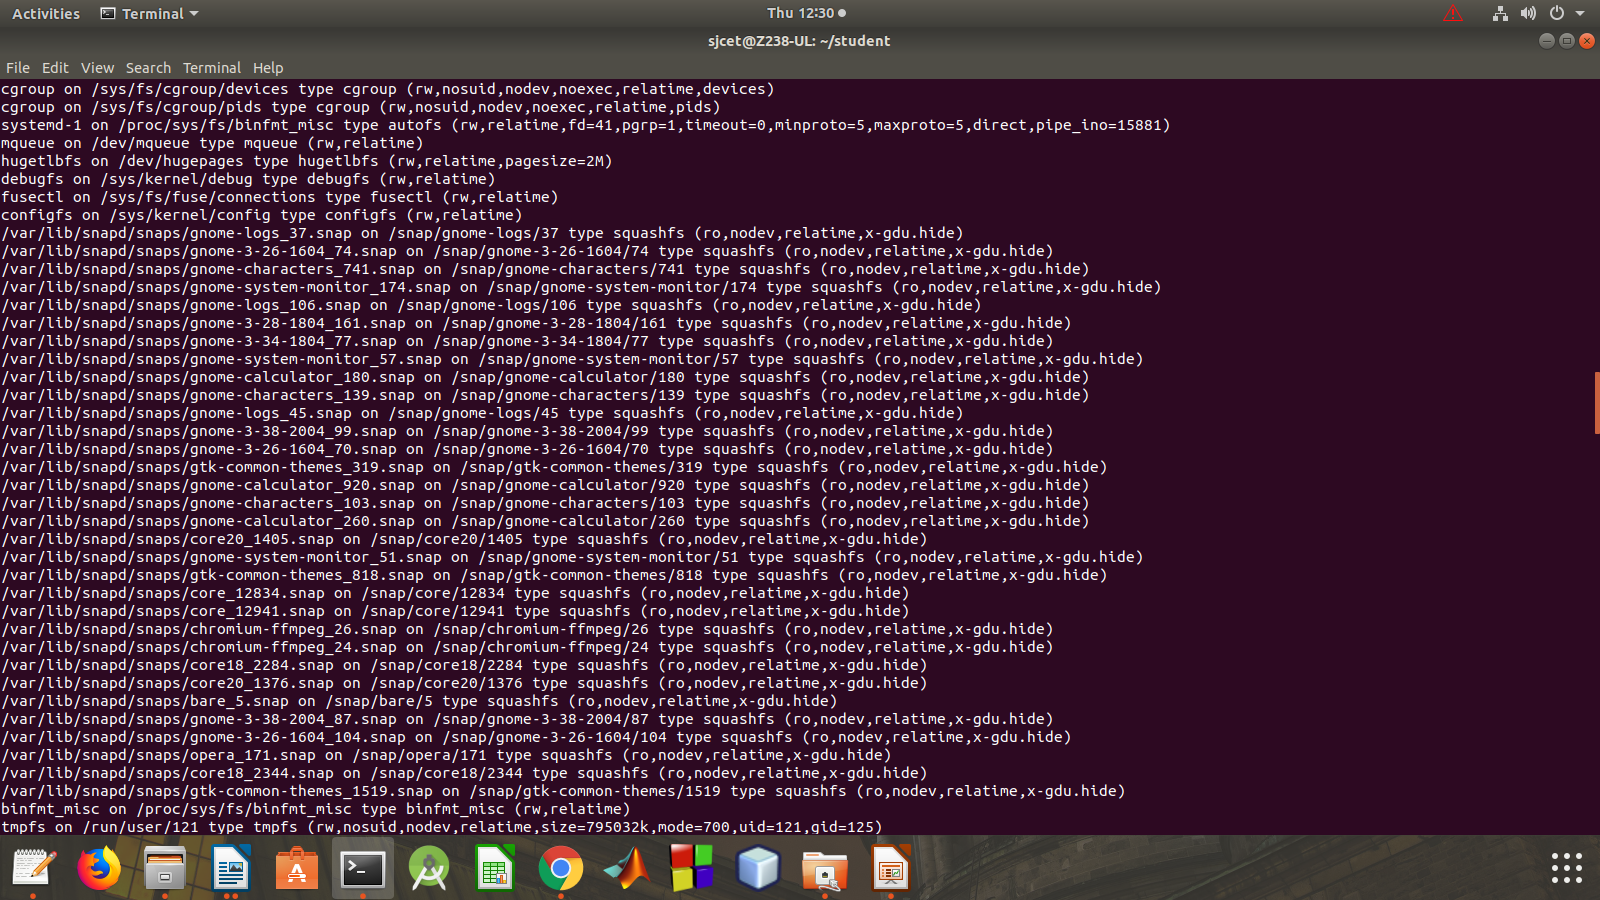 Activities Terminal Thu 12:30
sjcet@Z238-UL: ~/student
File Edit View Search Terminal Help
cgroup on /sys/fs/cgroup/devices type cgroup (rw,nosuid,nodev,noexec,relatime,devices)
cgroup on /sys/fs/cgroup/pids type cgroup (rw,nosuid,nodev,noexec,relatime,pids)
systemd-1 on /proc/sys/fs/binfmt_misc type autofs (rw,relatime,fd=41,pgrp=1,timeout=0,minproto=5,maxproto=5,direct,pipe_ino=15881)
mqueue on /dev/mqueue type mqueue (rw,relatime)
hugetlbfs on /dev/hugepages type hugetlbfs (rw,relatime,pagesize=2M)
debugfs on /sys/kernel/debug type debugfs (rw,relatime)
fusectl on /sys/fs/fuse/connections type fusectl (rw,relatime)
configfs on /sys/kernel/config type configfs (rw,relatime)
/var/lib/snapd/snaps/gnome-logs_37.snap on /snap/gnome-logs/37 type squashfs (ro,nodev,relatime,x-gdu.hide)
/var/lib/snapd/snaps/gnome-3-26-1604_74.snap on /snap/gnome-3-26-1604/74 type squashfs (ro,nodev,relatime,x-gdu.hide)
/var/lib/snapd/snaps/gnome-characters_741.snap on /snap/gnome-characters/741 type squashfs (ro,nodev,relatime,x-gdu.hide)
/var/lib/snapd/snaps/gnome-system-monitor_174.snap on /snap/gnome-system-monitor/174 type squashfs (ro,nodev,relatime,x-gdu.hide)
/var/lib/snapd/snaps/gnome-logs_106.snap on /snap/gnome-logs/106 type squashfs (ro,nodev,relatime,x-gdu.hide)
/var/lib/snapd/snaps/gnome-3-28-1804_161.snap on /snap/gnome-3-28-1804/161 type squashfs (ro,nodev,relatime,x-gdu.hide)
/var/lib/snapd/snaps/gnome-3-34-1804_77.snap on /snap/gnome-3-34-1804/77 type squashfs (ro,nodev,relatime,x-gdu.hide)
/var/lib/snapd/snaps/gnome-system-monitor_57.snap on /snap/gnome-system-monitor/57 type squashfs (ro,nodev,relatime,x-gdu.hide)
/var/lib/snapd/snaps/gnome-calculator_180.snap on /snap/gnome-calculator/180 type squashfs (ro,nodev,relatime,x-gdu.hide)
/var/lib/snapd/snaps/gnome-characters_139.snap on /snap/gnome-characters/139 type squashfs (ro,nodev,relatime,x-gdu.hide)
/var/lib/snapd/snaps/gnome-logs_45.snap on /snap/gnome-logs/45 type squashfs (ro,nodev,relatime,x-gdu.hide)
/var/lib/snapd/snaps/gnome-3-38-2004_99.snap on /snap/gnome-3-38-2004/99 type squashfs (ro,nodev,relatime,x-gdu.hide)
/var/lib/snapd/snaps/gnome-3-26-1604_70.snap on /snap/gnome-3-26-1604/70 type squashfs (ro,nodev,relatime,x-gdu.hide)
/var/lib/snapd/snaps/gtk-common-themes_319.snap on /snap/gtk-common-themes/319 type squashfs (ro,nodev,relatime,x-gdu.hide)
/var/lib/snapd/snaps/gnome-calculator_920.snap on /snap/gnome-calculator/920 type squashfs (ro,nodev,relatime,x-gdu.hide)
/var/lib/snapd/snaps/gnome-characters_103.snap on /snap/gnome-characters/103 type squashfs (ro,nodev,relatime,x-gdu.hide)
/var/lib/snapd/snaps/gnome-calculator_260.snap on /snap/gnome-calculator/260 type squashfs (ro,nodev,relatime,x-gdu.hide)
/var/lib/snapd/snaps/core20_1405.snap on /snap/core20/1405 type squashfs (ro,nodev,relatime,x-gdu.hide)
/var/lib/snapd/snaps/gnome-system-monitor_51.snap on /snap/gnome-system-monitor/51 type squashfs (ro,nodev,relatime,x-gdu.hide)
/var/lib/snapd/snaps/gtk-common-themes_818.snap on /snap/gtk-common-themes/818 type squashfs (ro,nodev,relatime,x-gdu.hide)
/var/lib/snapd/snaps/core_12834.snap on /snap/core/12834 type squashfs (ro,nodev,relatime,x-gdu.hide)
/var/lib/snapd/snaps/core_12941.snap on /snap/core/12941 type squashfs (ro,nodev,relatime,x-gdu.hide)
/var/lib/snapd/snaps/chromium-ffmpeg_26.snap on /snap/chromium-ffmpeg/26 type squashfs (ro,nodev,relatime,x-gdu.hide)
/var/lib/snapd/snaps/chromium-ffmpeg_24.snap on /snap/chromium-ffmpeg/24 type squashfs (ro,nodev,relatime,x-gdu.hide)
/var/lib/snapd/snaps/core18_2284.snap on /snap/core18/2284 type squashfs (ro,nodev,relatime,x-gdu.hide)
/var/lib/snapd/snaps/core20_1376.snap on /snap/core20/1376 type squashfs (ro,nodev,relatime,x-gdu.hide)
/var/lib/snapd/snaps/bare_5.snap on /snap/bare/5 type squashfs (ro,nodev,relatime,x-gdu.hide)
/var/lib/snapd/snaps/gnome-3-38-2004_87.snap on /snap/gnome-3-38-2004/87 type squashfs (ro,nodev,relatime,x-gdu.hide)
/var/lib/snapd/snaps/gnome-3-26-1604_104.snap on /snap/gnome-3-26-1604/104 type squashfs (ro,nodev,relatime,x-gdu.hide)
/var/lib/snapd/snaps/opera_171.snap on /snap/opera/171 type squashfs (ro,nodev,relatime,x-gdu.hide)
/var/lib/snapd/snaps/core18_2344.snap on /snap/core18/2344 type squashfs (ro,nodev,relatime,x-gdu.hide)
/var/lib/snapd/snaps/gtk-common-themes_1519.snap on /snap/gtk-common-themes/1519 type squashfs (ro,nodev,relatime,x-gdu.hide)
binfmt_misc on /proc/sys/fs/binfmt_misc type binfmt_misc (rw,relatime)
tmpfs on /run/user/121 type tmpfs (rw,nosuid,nodev,relatime,size=795032k,mode=700,uid=121,gid=125)